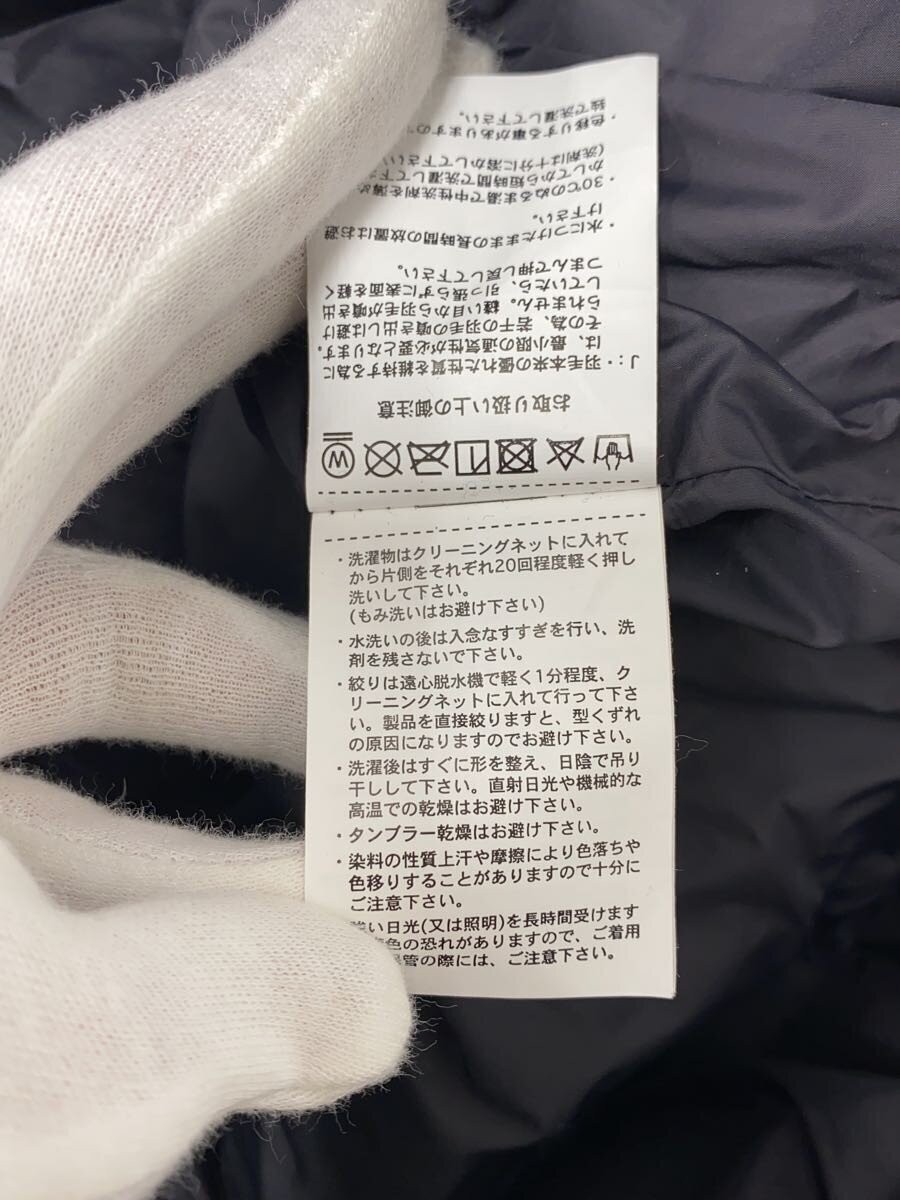 お取り扱い上の御注意
J：・羽毛本来の優れた性質を維持する為に
は、最小限の通気性が必要となります。
その為、若干の羽毛の噴き出しは避け
られません。縫い目から羽毛が噴き出
していたら、引っ張らずに表面を軽く
つまんで押し戻して下さい。
・水につけたままの長時間の放置はお避
け下さい。
・30℃のぬるま湯で中性洗剤を薄め
かしてから短時間で洗濯して下
(洗剤は十分に溶かして下さい
・色移りする事がありますの
独で洗濯して下さい。
・洗濯物はクリーニングネットに入れて
から片側をそれぞれ20回程度軽く押し
洗いして下さい。
(もみ洗いはお避け下さい)
・水洗いの後は入念なすすぎを行い、洗
剤を残さないで下さい。
・絞りは遠心脱水機で軽く1分程度、ク
リーニングネットに入れて行って下さ
い。製品を直接絞りますと、型くずれ
の原因になりますのでお避け下さい。
・洗濯後はすぐに形を整え、日陰で吊り
干しして下さい。直射日光や機械的な
高温での乾燥はお避け下さい。
・タンブラー乾燥はお避け下さい。
・染料の性質上汗や摩擦により色落ちや
色移りすることがありますので十分に
ご注意下さい。
強い日光(又は照明)を長時間受けます
色の恐れがありますので、ご着用
管の際には、ご注意下さい。